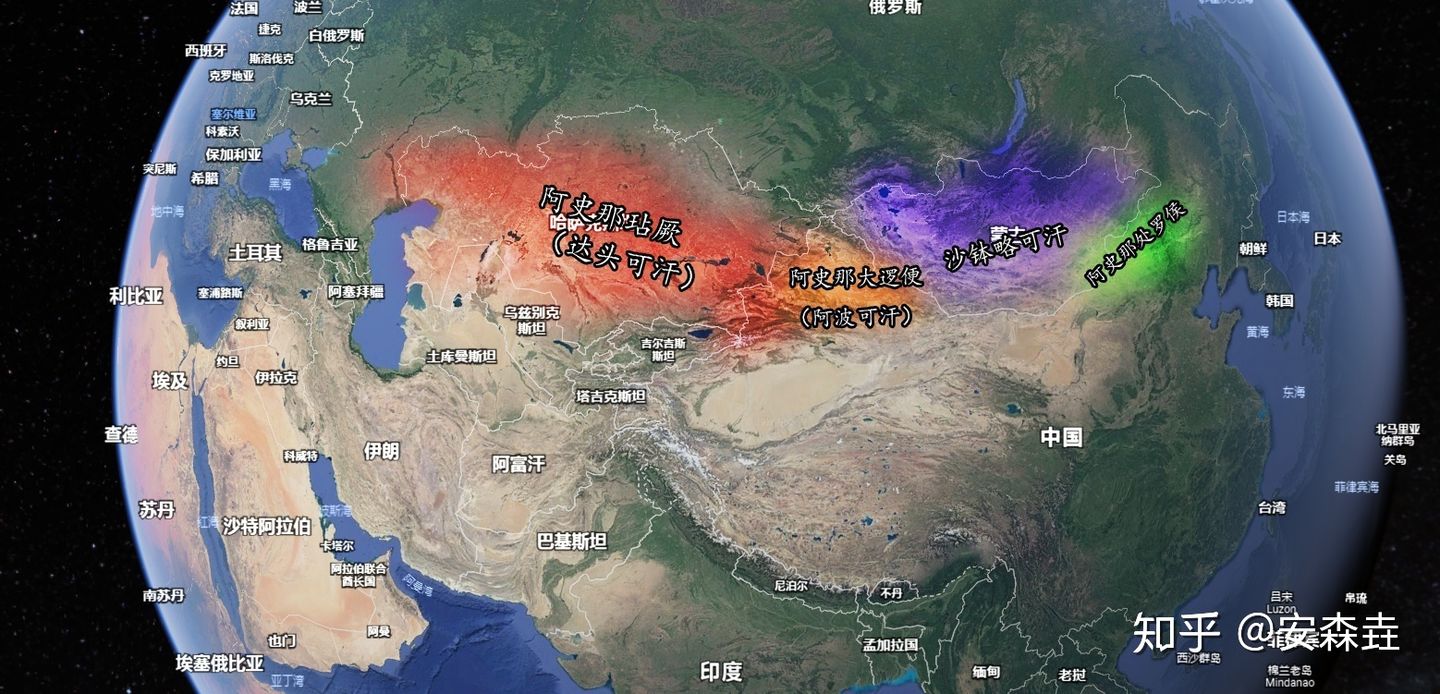 法国
波兰
俄罗斯
捷克
白俄罗斯
西班牙
斯洛伐克
克罗地亚
乌克兰
塞尔维亚
科索沃
保加利亚
突尼斯
希腊
黑海
地中海
阿史那玷厥
（达头可汗）
阿史那大逻便
（阿波可汗）
沙钵略可汗
阿史那处罗侯
日本海
日本
朝鲜
土耳其
格鲁吉亚
利比亚
塞浦路斯
阿塞拜疆
韩国
叙利亚
乌兹别克
斯坦
黄海
约旦
土库曼斯坦
吉尔吉斯
斯坦
埃及
伊拉克
塔吉克斯坦
东海
查德
科威特
伊朗
阿富汗
中国
北马里亚
纳群岛
关岛
菲律宾海
苏丹
红海
沙特阿拉伯
波斯湾
台湾
卡塔尔
巴基斯坦
阿拉伯联合
酋长国
阿曼湾
尼泊尔
不丹
南苏丹
吕宋
Luzon
帛琉
也门
阿曼
知乎 @安森垚
孟加拉国
西沙群岛
埃塞俄比亚
亚丁湾
印度
缅甸
老挝
棉兰老岛
Mindanao